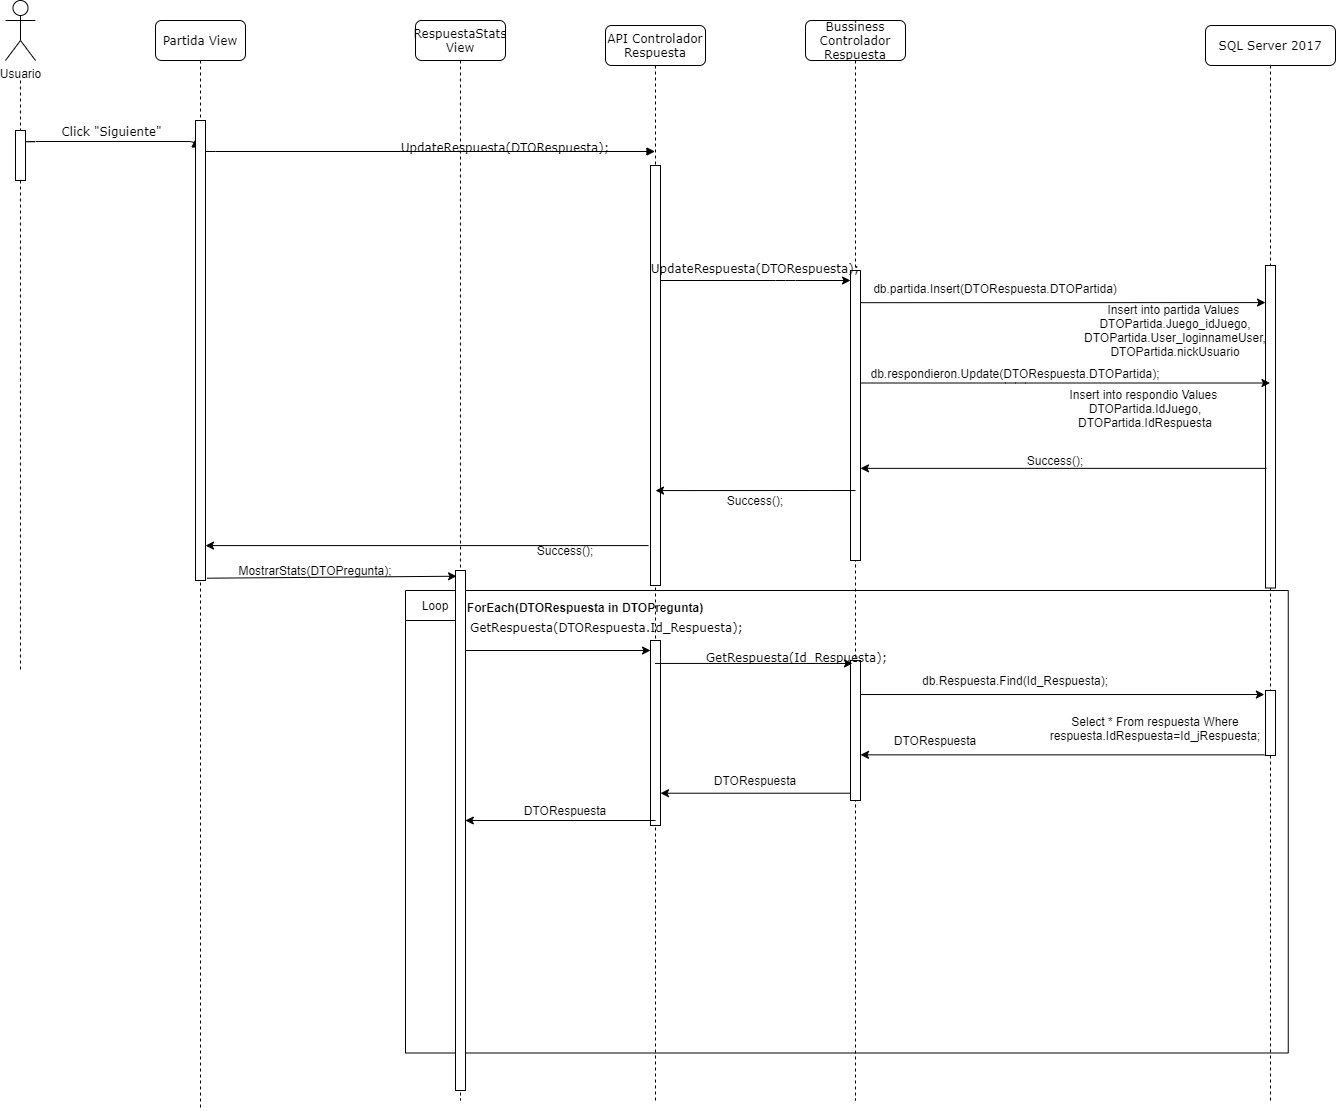 Usuario
Partida View
RespuestaStats
View
API Controlador
Respuesta
Bussiness
Controlador
Respuesta
SQL Server 2017
Click "Siguiente"
UpdateRespuesta(DTORespuesta);
UpdateRespuesta(DTORespuesta);
db.partida.Insert(DTORespuesta.DTOPartida)
Insert into partida Values
DTOPartida.Juego_idJuego,
DTOPartida.User_loginnameUser,
DTOPartida.nickUsuario
db.respondieron.Update(DTORespuesta.DTOPartida);
Insert into respondio Values
DTOPartida.IdJuego,
DTOPartida.IdRespuesta
Success();
Success();
Success();
MostrarStats(DTOPregunta);
Loop
ForEach(DTORespuesta in DTOPregunta)
GetRespuesta(DTORespuesta.Id_Respuesta);
GetRespuesta(Id_Respuesta);
db.Respuesta.Find(Id_Respuesta);
Select * From respuesta Where
respuesta.IdRespuesta=Id_jRespuesta;
DTORespuesta
DTORespuesta
DTORespuesta